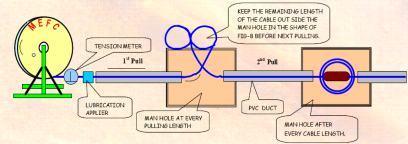 MEFC
TENSIONMETER
LUBRICATION
APPLIER
1st Pull
KEEP THE REMAINING LENGTH
OF THE CABLE OUT SIDE THE
MAN HOLE IN THE SHAPE OF
FIG-8 BEFORE NEXT PULLING.
2nd Pull
MAN HOLE AT EVERY
PULLING LENGTH
PVC DUCT
MAN HOLE AFTER
EVERY CABLE LENGTH.